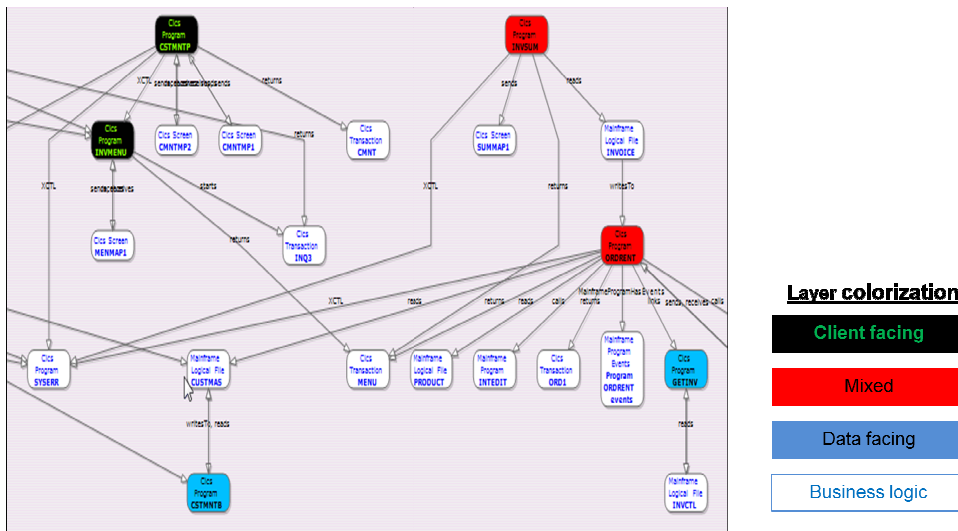 Cics
Program
CSTMNTP
Cics
Program
INVSUM
XCTL
sends
returns
sends
reads
Cics
Program
INVMENU
Cics Screen
CMNTMP2
Cics Screen
CMNTMP1
returns
Cics
Transaction
CMNT
Cics Screen
SUMMAP1
Mainframe
Logical File
INVOICE
XCTL
starts
XCTL
returns
writesTo
Cics Screen
MENMAP1
returns
Cics
Transaction
INQ3
Cics
Program
ORDRENT
XCTL
reads
returns
reads
calls
MainframeProgramHasEvents
returns
links
sends, receives
calls
Cics
Program
SYSERR
Mainframe
Logical File
CUSTMAS
Cics
Transaction
MENU
Mainframe
Logical File
PRODUCT
Mainframe
Program
INTEDIT
Cics
Transaction
ORD1
Mainframe
Program
Events
Program
ORDRENT
events
Cics
Program
GETINV
writesTo, reads
reads
Cics
Program
CSTMNTB
Mainframe
Logical File
INVCTL
Layer colorization
Client facing
Mixed
Data facing
Business logic